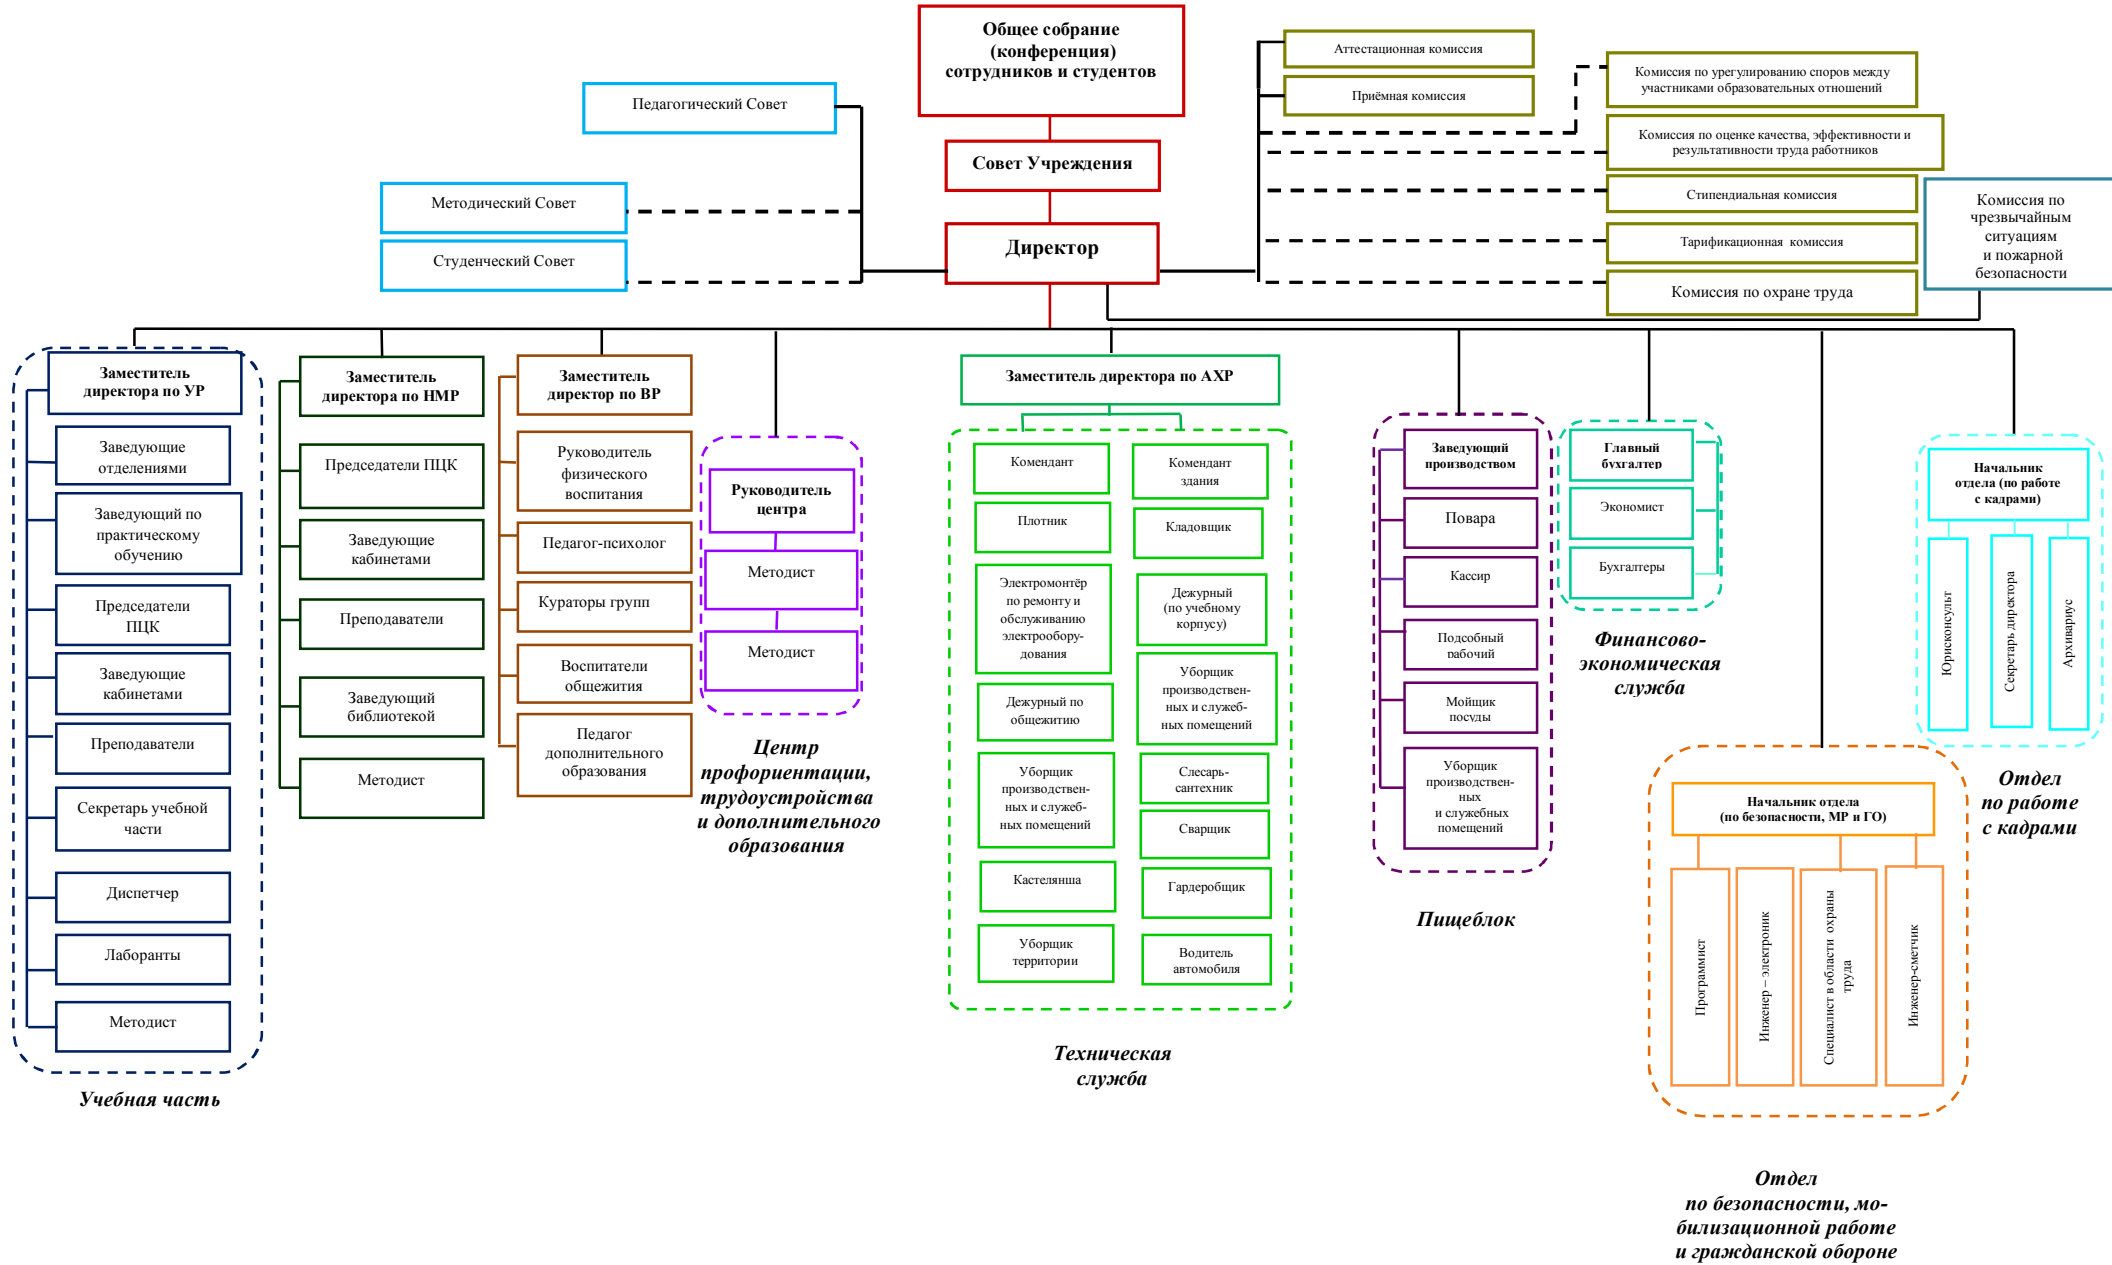 Общее собрание
(конференция)
сотрудников и студентов
Совет Учреждения
Директор
Педагогический Совет
Методический Совет
Студенческий Совет
Аттестационная комиссия
Приёмная комиссия
Комиссия по урегулированию споров между
участниками образовательных отношений
Комиссия по оценке качества, эффективности и
результативности труда работников
Стипендиальная комиссия
Тарификационная комиссия
Комиссия по охране труда
Комиссия по
чрезвычайным
ситуациям
и пожарной
безопасности
Заместитель
директора по УР
Заведующие
отделениями
Заведующий по
практическому
обучению
Председатели
ПЦК
Заведующие
кабинетами
Преподаватели
Секретарь учебной
части
Диспетчер
Лаборанты
Методист
Учебная часть
Заместитель
директора по НМР
Председатели ПЦК
Заведующие
кабинетами
Преподаватели
Заведующий
библиотекой
Методист
Заместитель
директор по ВР
Руководитель
физического
воспитания
Педагог-психолог
Кураторы групп
Воспитатели
общежития
Педагог
дополнительного
образования
Руководитель
центра
Методист
Методист
Центр
профориентации,
трудоустройства
и дополнительного
образования
Заместитель директора по АХР
Комендант
Плотник
Электромонтёр
по ремонту и
обслуживанию
электрообору-
дования
Дежурный по
общежитию
Уборщик
производствен-
ных и служеб-
ных помещений
Кастелянша
Уборщик
территории
Комендант
здания
Кладовщик
Дежурный
(по учебному
корпусу)
Уборщик
производствен-
ных и служеб-
ных помещений
Слесарь-
сантехник
Сварщик
Гардеробщик
Водитель
автомобиля
Техническая
служба
Заведующий
производством
Повара
Кассир
Подсобный
рабочий
Мойщик
посуды
Уборщик
производствен-
ных
и служебных
помещений
Пищеблок
Главный
бухгалтер
Экономист
Бухгалтеры
Финансово-
экономическая
служба
Начальник отдела
(по безопасности, МР и ГО)
Программист
Инженер – электроник
Специалист в области охраны
труда
Инженер-сметчик
Отдел
по безопасности, мо-
билизационной работе
и гражданской обороне
Начальник
отдела (по работе
с кадрами)
Юрисконсульт
Секретарь директора
Архивариус
Отдел
по работе
с кадрами